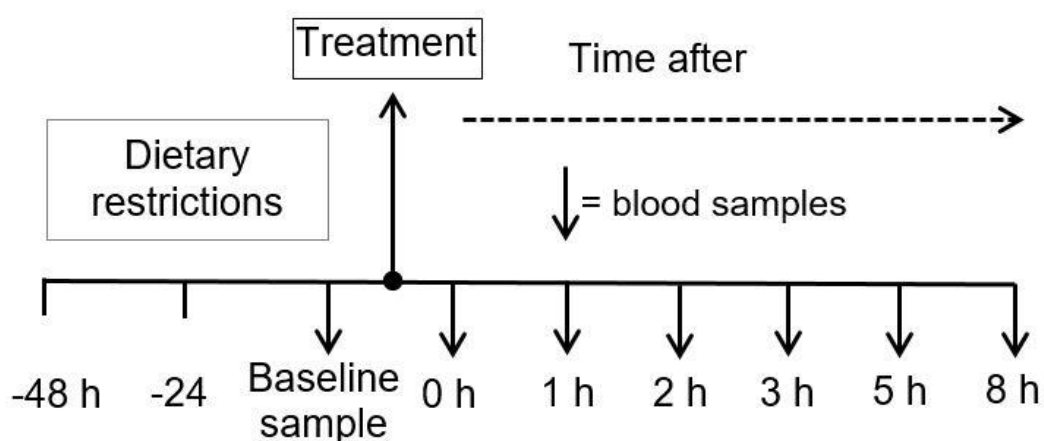 Treatment
Time after
Dietary
restrictions
= blood samples
-48 h
-24
Baseline
sample
0 h
1 h
2 h
3 h
5 h
8 h